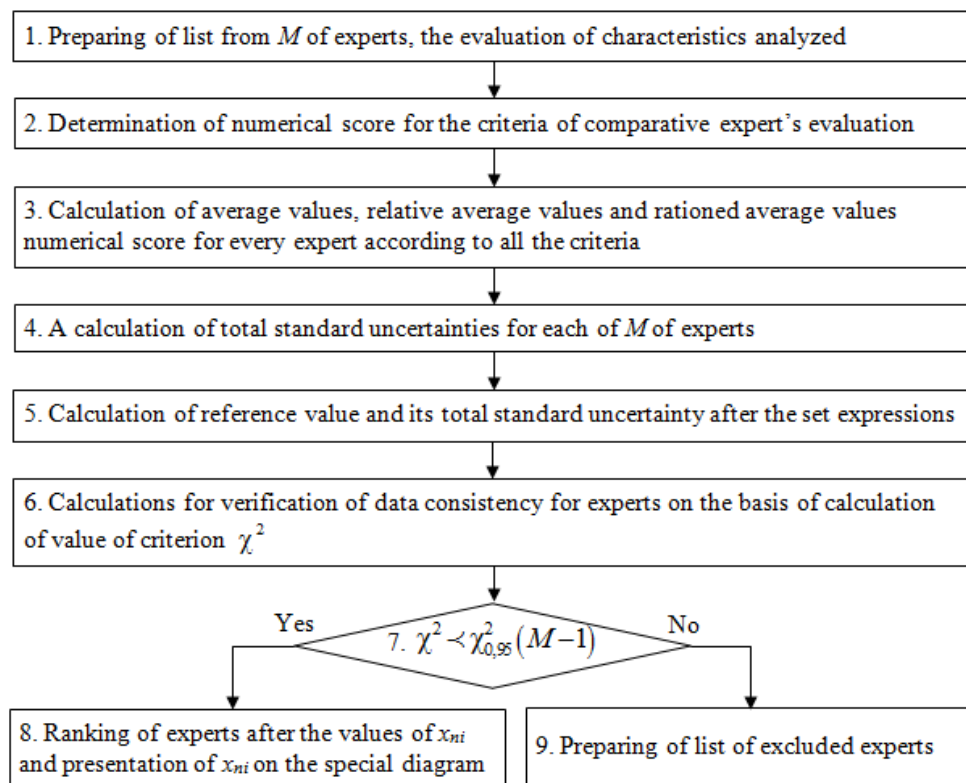 1. Preparing of list from M of experts, the evaluation of characteristics analyzed
2. Determination of numerical score for the criteria of comparative expert's evaluation
3. Calculation of average values, relative average values and rationed average values
numerical score for every expert according to all the criteria
4. A calculation of total standard uncertainties for each of M of experts
5. Calculation of reference value and its total standard uncertainty after the set expressions
6. Calculations for verification of data consistency for experts on the basis of calculation
of value of criterion χ²
Yes
No
7. χ² ≺ χ²₀,₉₅(M−1)
8. Ranking of experts after the values of xₙᵢ
and presentation of xₙᵢ on the special diagram
9. Preparing of list of excluded experts